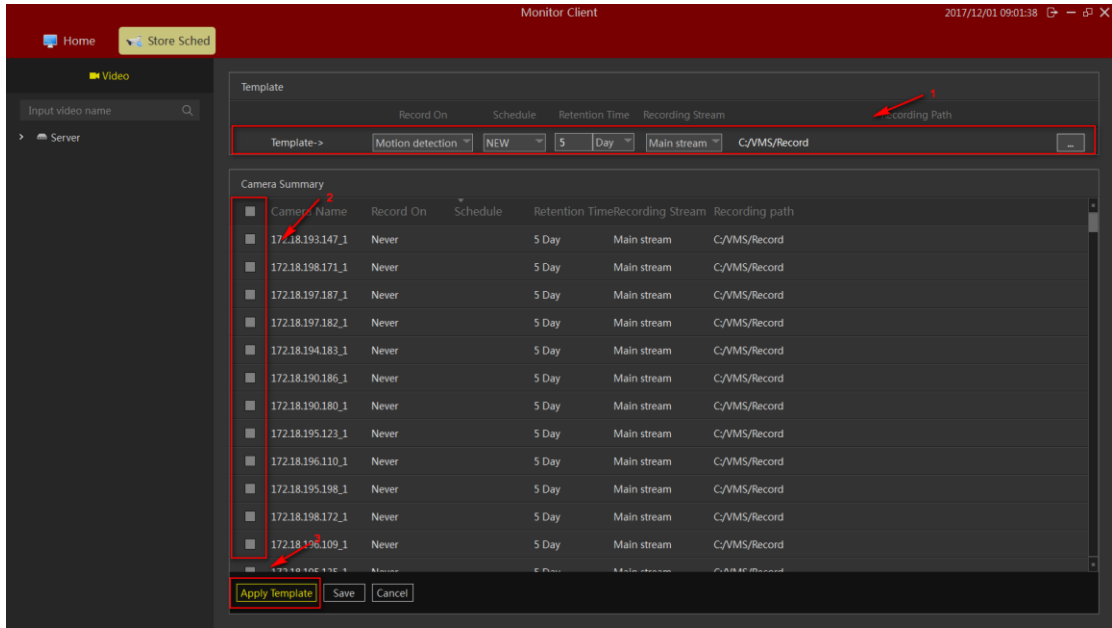 Monitor Client 2017/12/01 09:01:38
Home Store Sched
Video
Input video name
Server
Template
1
Record On Schedule Retention Time Recording Stream Recording Path
Template-> Motion detection NEW 5 Day Main stream C:/VMS/Record ...
Camera Summary
2
Camera Name Record On Schedule Retention Time Recording Stream Recording path
172.18.193.147_1 Never 5 Day Main stream C:/VMS/Record
172.18.198.171_1 Never 5 Day Main stream C:/VMS/Record
172.18.197.187_1 Never 5 Day Main stream C:/VMS/Record
172.18.197.182_1 Never 5 Day Main stream C:/VMS/Record
172.18.194.183_1 Never 5 Day Main stream C:/VMS/Record
172.18.190.186_1 Never 5 Day Main stream C:/VMS/Record
172.18.190.180_1 Never 5 Day Main stream C:/VMS/Record
172.18.195.123_1 Never 5 Day Main stream C:/VMS/Record
172.18.196.110_1 Never 5 Day Main stream C:/VMS/Record
172.18.195.198_1 Never 5 Day Main stream C:/VMS/Record
172.18.198.172_1 Never 5 Day Main stream C:/VMS/Record
172.18.196.109_1 Never 5 Day Main stream C:/VMS/Record
3
Never 5 Day Main stream C:/VMS/Record
Apply Template Save Cancel